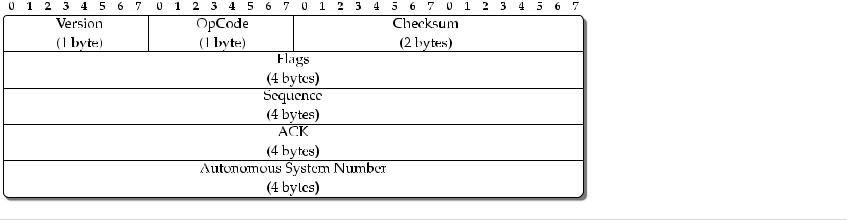 0 1 2 3 4 5 6 7 0 1 2 3 4 5 6 7 0 1 2 3 4 5 6 7 0 1 2 3 4 5 6 7
Version OpCode Checksum
(1 byte) (1 byte) (2 bytes)
Flags
(4 bytes)
Sequence
(4 bytes)
ACK
(4 bytes)
Autonomous System Number
(4 bytes)